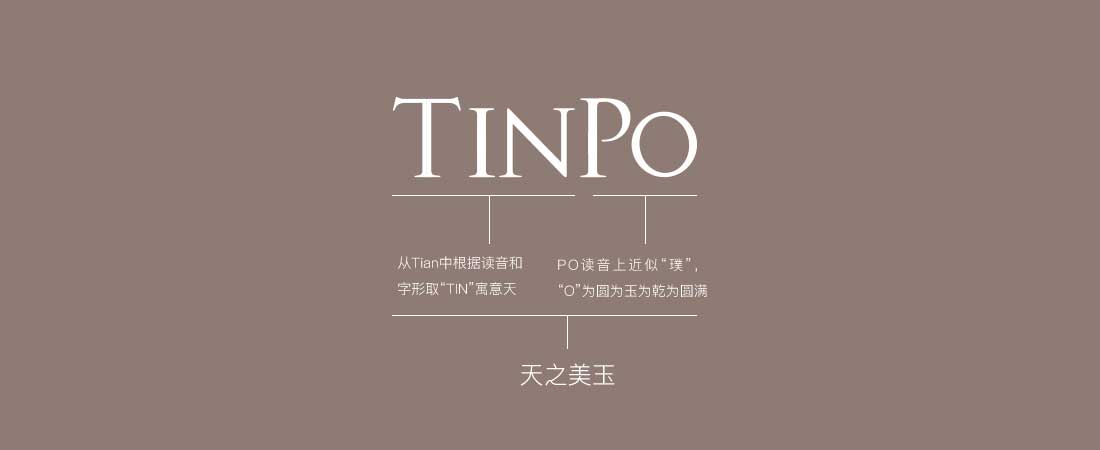 TINPO
从Tian中根据读音和
字形取“TIN”寓意天
PO读音上近似“璞”,
“O”为圆为玉为乾为圆满
天之美玉